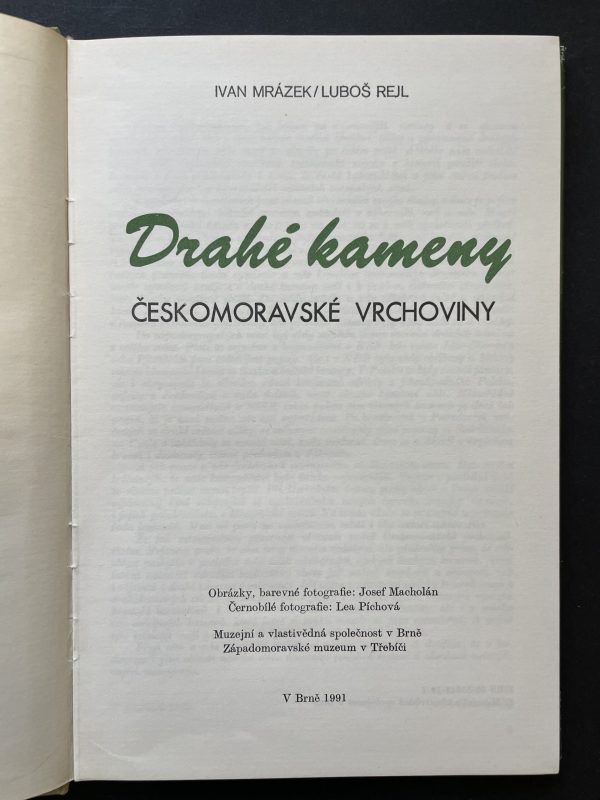 IVAN MRÁZEK/LUBOŠ REJL
Drahé kameny
ČESKOMORAVSKÉ VRCHOVINY
Obrázky, barevné fotografie: Josef Macholán
Černobílé fotografie: Lea Píchová
Muzejní a vlastivědná společnost v Brně
Západomoravské muzeum v Třebíči
V Brně 1991